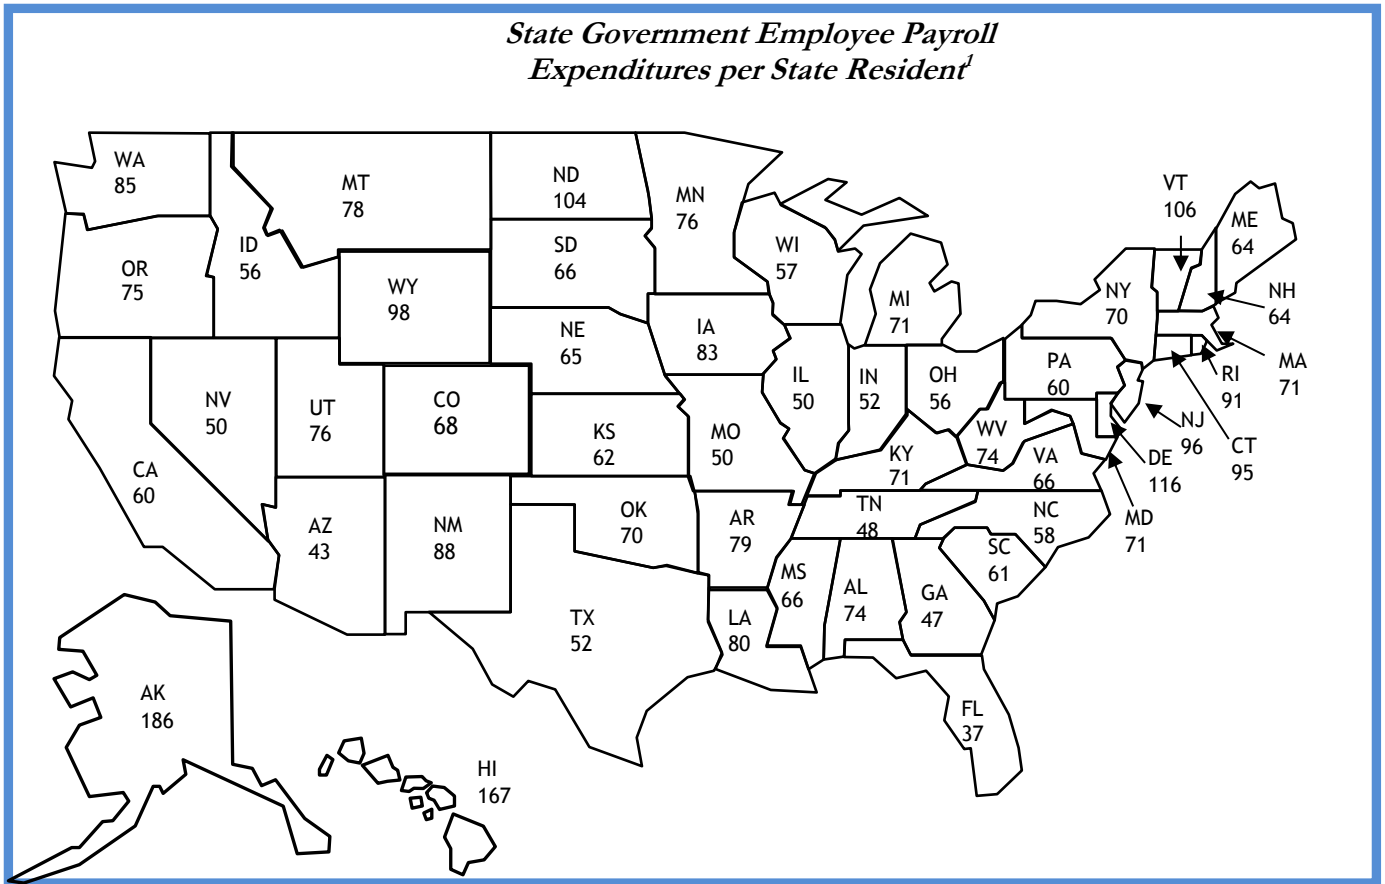 State Government Employee Payroll
Expenditures per State Resident1
WA
85
MT
78
ND
104
MN
76
VT
106
ME
64
OR
75
ID
56
WY
98
SD
66
WI
57
MI
71
NY
70
NH
64
NE
65
IA
83
PA
60
MA
71
RI
91
NV
50
UT
76
CO
68
KS
62
MO
50
IL
50
IN
52
OH
56
WV
74
VA
66
KY
71
NJ
96
CT
95
DE
116
MD
71
CA
60
AZ
43
NM
88
OK
70
AR
79
TN
48
NC
58
SC
61
MS
66
AL
74
GA
47
TX
52
LA
80
FL
37
AK
186
HI
167